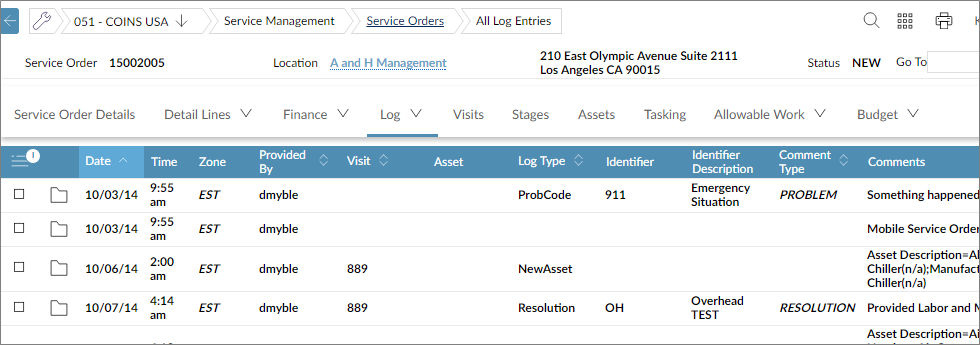 051 - COINS USA Service Management Service Orders All Log Entries
Service Order 15002005 Location A and H Management 210 East Olympic Avenue Suite 2111 Status NEW Go To
Los Angeles CA 90015
Service Order Details Detail Lines Finance Log Visits Stages Assets Tasking Allowable Work Budget
Date Time Zone Provided By Visit Asset Log Type Identifier Identifier Description Comment Type Comments
10/03/14 9:55 am EST dmyble ProbCode 911 Emergency Situation PROBLEM Something happened
10/03/14 9:55 am EST dmyble Mobile Service Order
10/06/14 2:00 am EST dmyble 889 NewAsset Asset Description=
Chiller(n/a);Manufact
Chiller(n/a)
10/07/14 4:14 am EST dmyble 889 Resolution OH Overhead TEST RESOLUTION Provided Labor and
Asset Description=